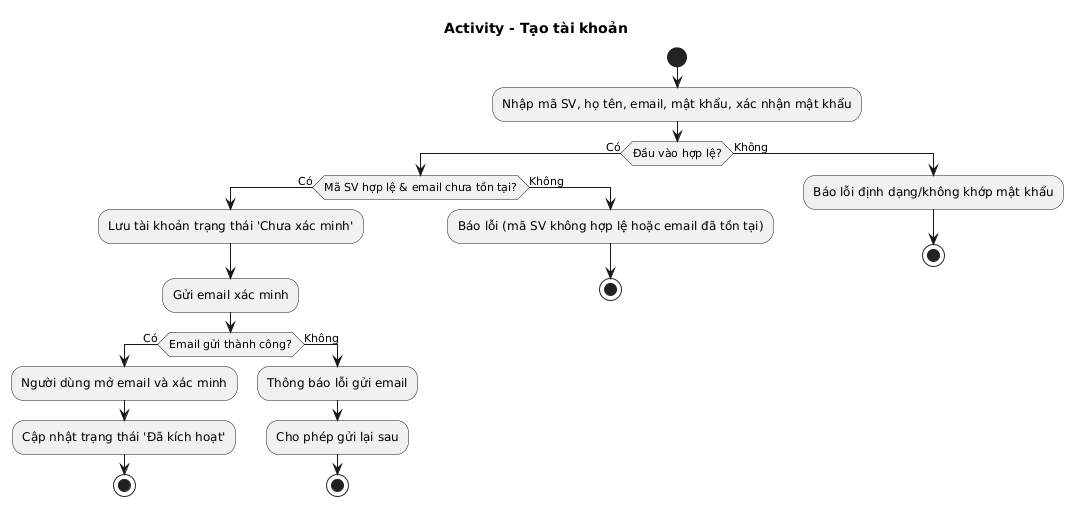 Activity - Tạo tài khoản
Nhập mã SV, họ tên, email, mật khẩu, xác nhận mật khẩu
Có
Đầu vào hợp lệ?
Không
Có
Mã SV hợp lệ & email chưa tồn tại?
Không
Báo lỗi định dạng/không khớp mật khẩu
Lưu tài khoản trạng thái 'Chưa xác minh'
Báo lỗi (mã SV không hợp lệ hoặc email đã tồn tại)
Gửi email xác minh
Có
Email gửi thành công?
Không
Người dùng mở email và xác minh
Thông báo lỗi gửi email
Cập nhật trạng thái 'Đã kích hoạt'
Cho phép gửi lại sau